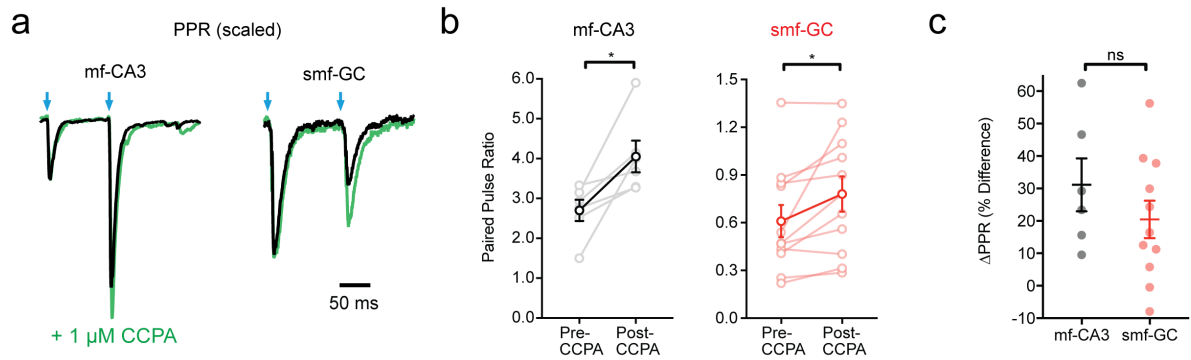 a
PPR (scaled)
mf-CA3
smf-GC
50 ms
+ 1 µM CCPA
b
mf-CA3
*
Paired Pulse Ratio
6.0
5.0
4.0
3.0
2.0
1.0
0.0
Pre-
CCPA
Post-
CCPA
smf-GC
*
1.5
1.2
0.9
0.6
0.3
0.0
Pre-
CCPA
Post-
CCPA
c
ns
ΔPPR (% Difference)
60
50
40
30
20
10
0
-10
mf-CA3
smf-GC